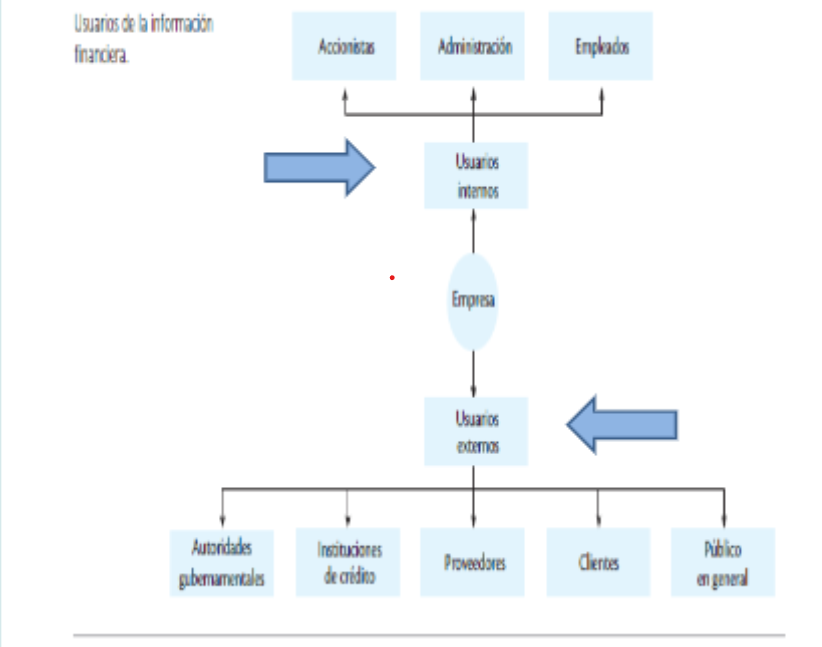 Usuarios de la información
financiera.
Accionistas
Administración
Empleados
Usuarios
internos
Empresa
Usuarios
externos
Autoridades
gubernamentales
Instituciones
de crédito
Proveedores
Clientes
Público
en general